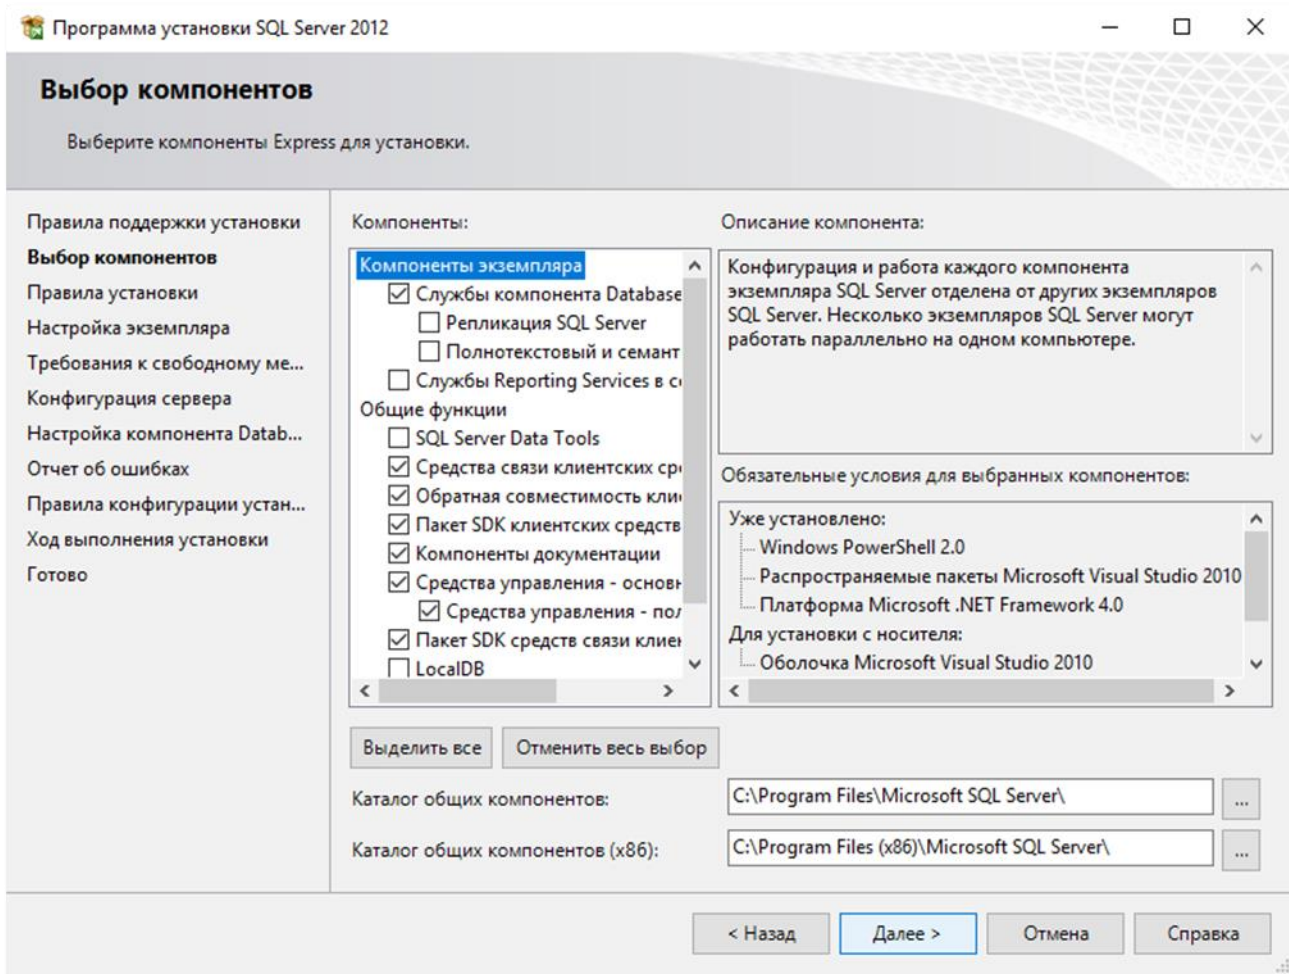 Программа установки SQL Server 2012
Выбор компонентов
Выберите компоненты Express для установки.
Правила поддержки установки
Выбор компонентов
Правила установки
Настройка экземпляра
Требования к свободному ме...
Конфигурация сервера
Настройка компонента Datab...
Отчет об ошибках
Правила конфигурации устан...
Ход выполнения установки
Готово
Компоненты:
Компоненты экземпляра
Службы компонента Database
Репликация SQL Server
Полнотекстовый и семант
Службы Reporting Services в се
Общие функции
SQL Server Data Tools
Средства связи клиентских сре
Обратная совместимость клие
Пакет SDK клиентских средств
Компоненты документации
Средства управления - основн
Средства управления - пол
Пакет SDK средств связи клиен
LocalDB
Описание компонента:
Конфигурация и работа каждого компонента
экземпляра SQL Server отделена от других экземпляров
SQL Server. Несколько экземпляров SQL Server могут
работать параллельно на одном компьютере.
Обязательные условия для выбранных компонентов:
Уже установлено:
Windows PowerShell 2.0
Распространяемые пакеты Microsoft Visual Studio 2010
Платформа Microsoft .NET Framework 4.0
Для установки с носителя:
Оболочка Microsoft Visual Studio 2010
Выделить все
Отменить весь выбор
Каталог общих компонентов:
C:\Program Files\Microsoft SQL Server\
...
Каталог общих компонентов (x86):
C:\Program Files (x86)\Microsoft SQL Server\
...
< Назад
Далее >
Отмена
Справка